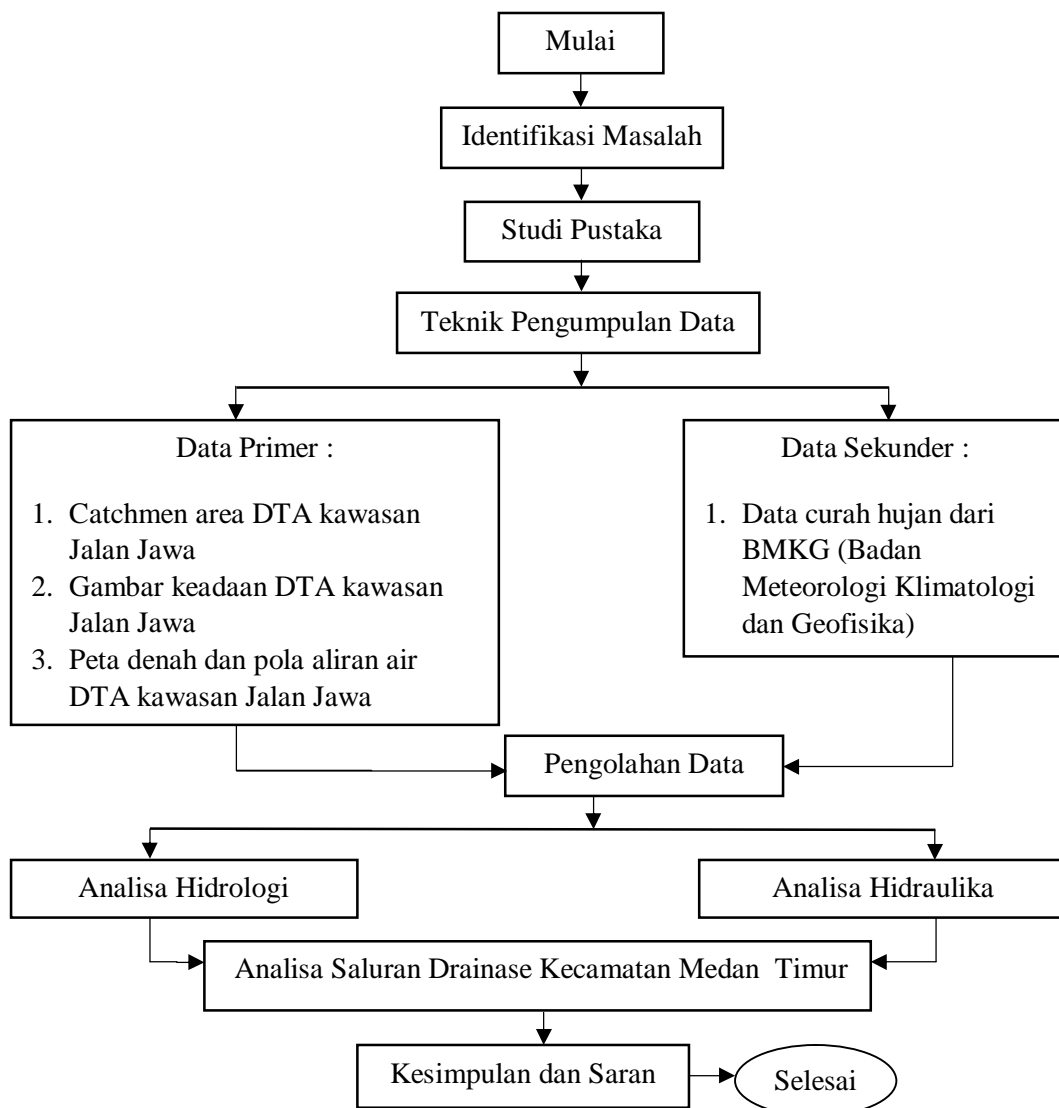 Mulai
Identifikasi Masalah
Studi Pustaka
Teknik Pengumpulan Data
Data Primer :
1. Catchmen area DTA kawasan
Jalan Jawa
2. Gambar keadaan DTA kawasan
Jalan Jawa
3. Peta denah dan pola aliran air
DTA kawasan Jalan Jawa
Data Sekunder :
1. Data curah hujan dari
BMKG (Badan
Meteorologi Klimatologi
dan Geofisika)
Pengolahan Data
Analisa Hidrologi
Analisa Hidraulika
Analisa Saluran Drainase Kecamatan Medan  Timur
Kesimpulan dan Saran
Selesai